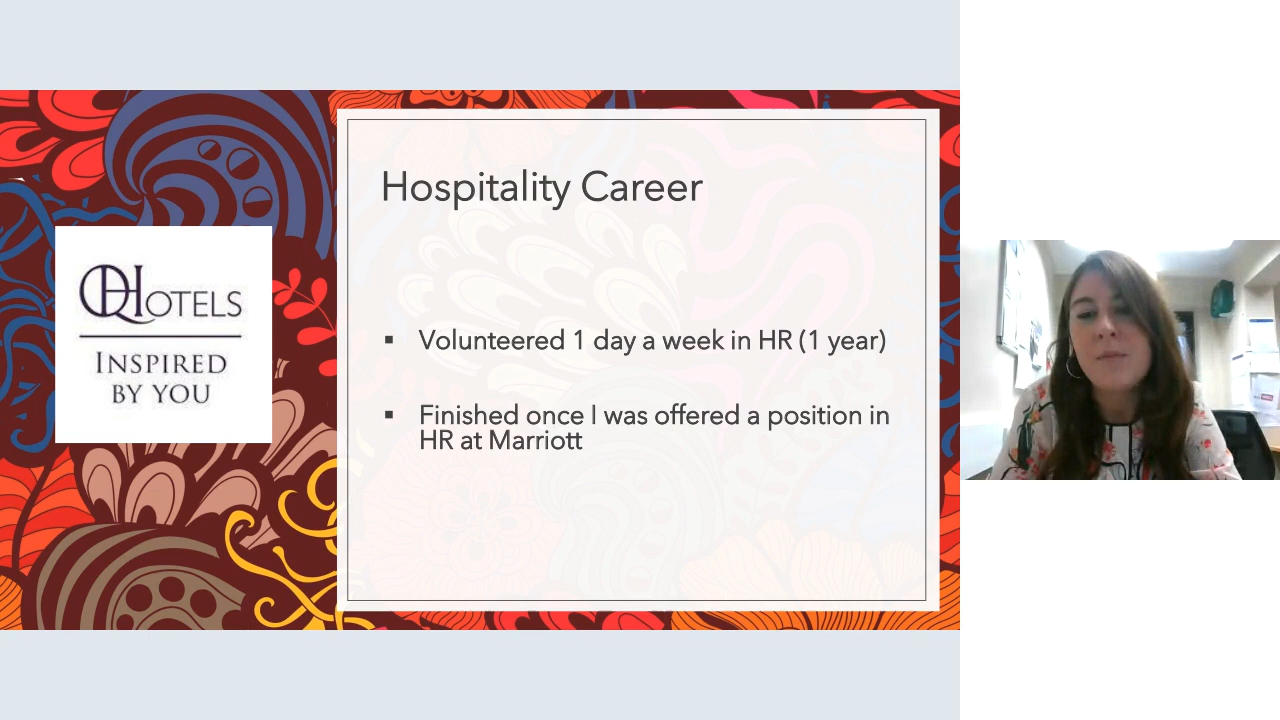 QHOTELS
INSPIRED
BY YOU
Hospitality Career
▪ Volunteered 1 day a week in HR (1 year)
▪ Finished once I was offered a position in
HR at Marriott